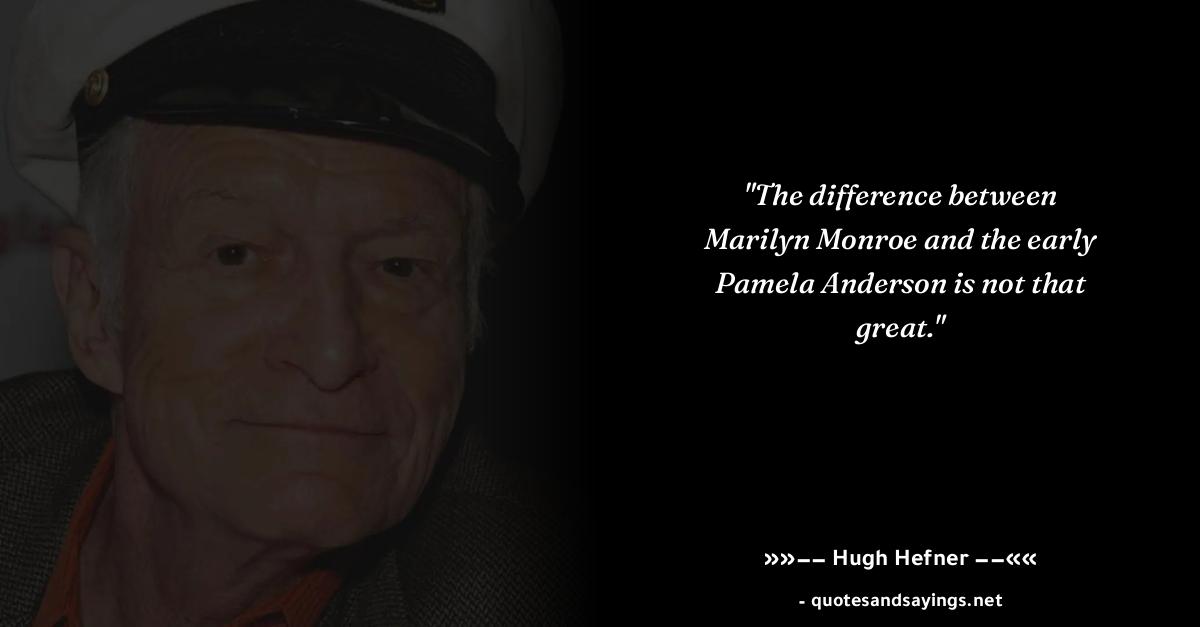 "The difference between
Marilyn Monroe and the early
Pamela Anderson is not that
great."
»»–– Hugh Hefner ––««
- quotesandsayings.net